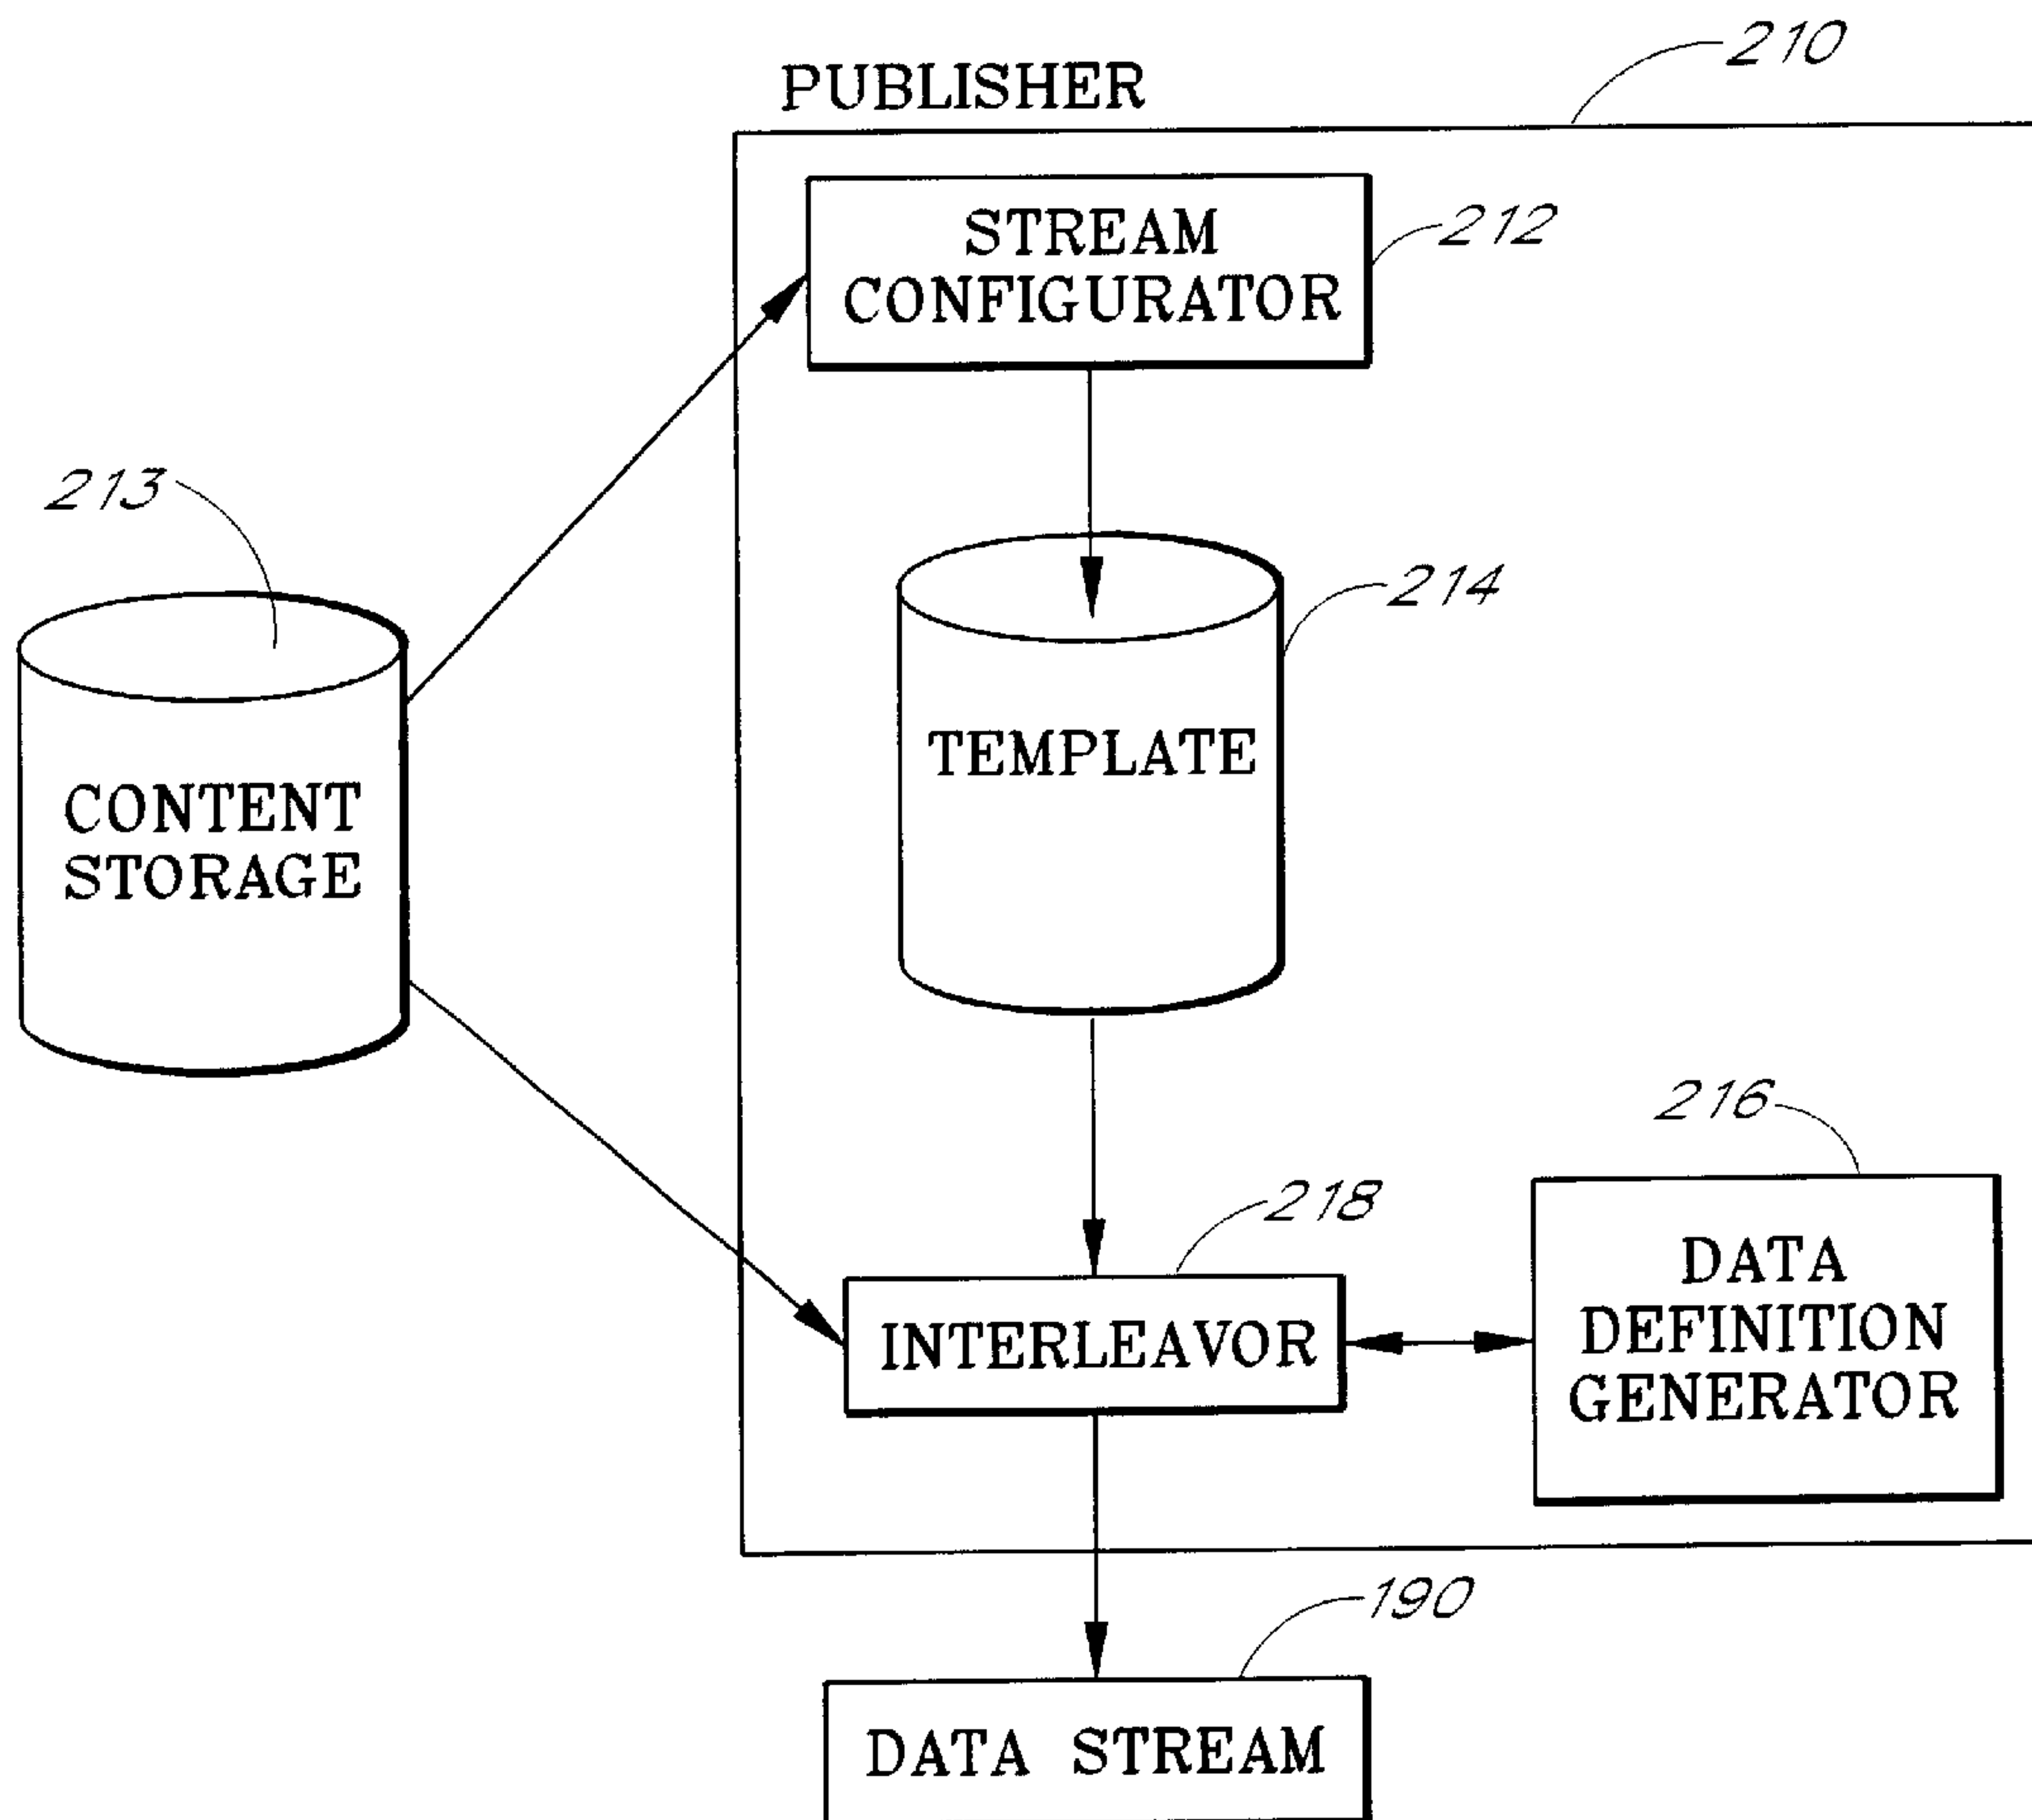 210
PUBLISHER
STREAM
CONFIGURATOR
212
213
214
TEMPLATE
CONTENT
STORAGE
216
218
DATA
DEFINITION
GENERATOR
INTERLEAVOR
190
DATA STREAM